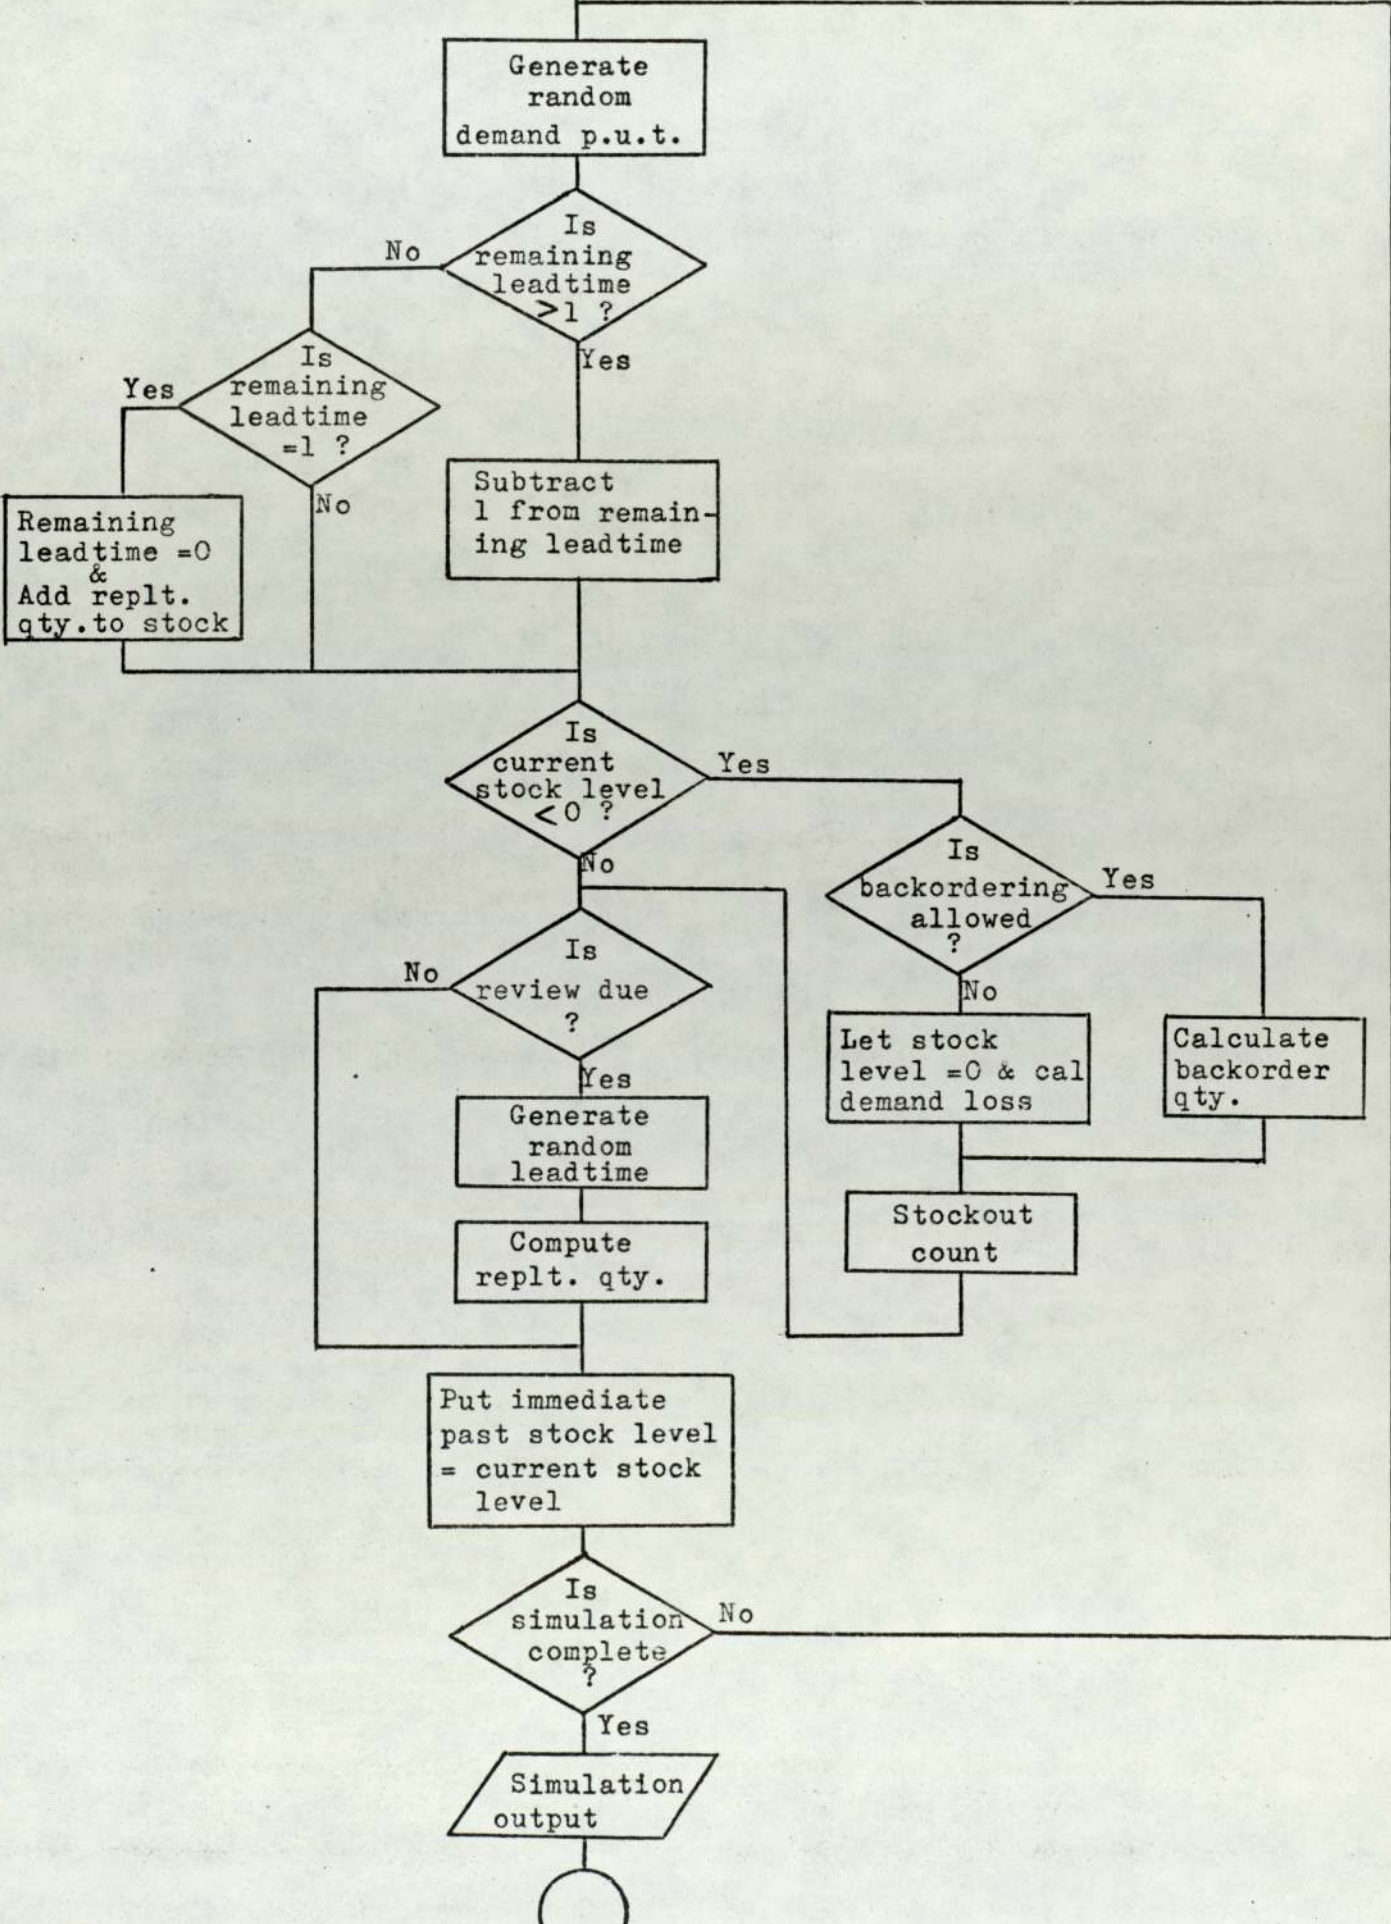 Generate
random
demand p.u.t.
Is
remaining
leadtime
>1 ?
No
Yes
Is
remaining
leadtime
=1 ?
Yes
No
Remaining
leadtime =0
&
Add replt.
qty.to stock
Subtract
1 from remain-
ing leadtime
Is
current
stock level
<0 ?
Yes
No
Is
backordering
allowed
?
Yes
No
Let stock
level =0 & cal
demand loss
Calculate
backorder
qty.
Stockout
count
Is
review due
?
No
Yes
Generate
random
leadtime
Compute
replt. qty.
Put immediate
past stock level
= current stock
level
Is
simulation
complete
?
No
Yes
Simulation
output